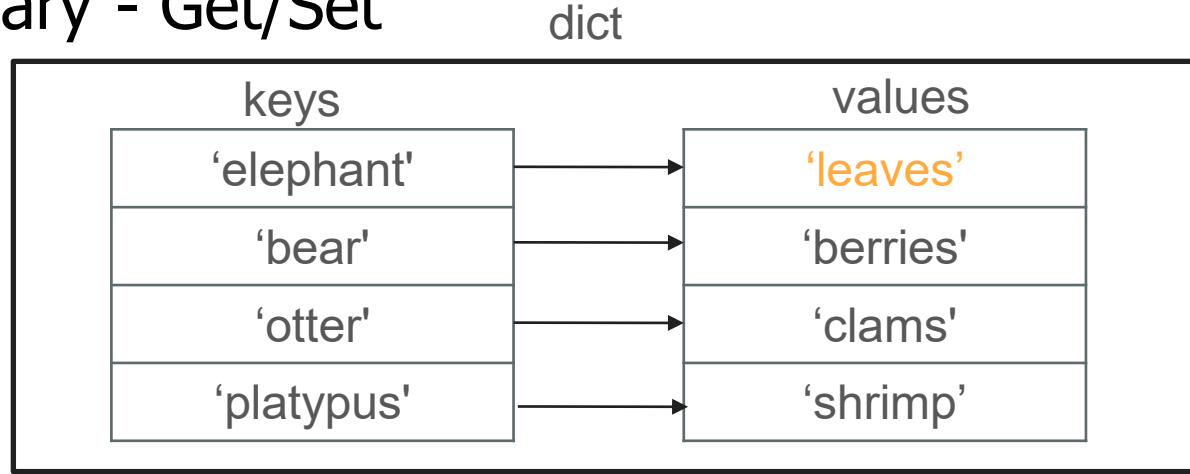 ary - Get/Set
dict
keys values
‘elephant' ‘leaves’
‘bear' ‘berries'
‘otter' ‘clams'
‘platypus' ‘shrimp’